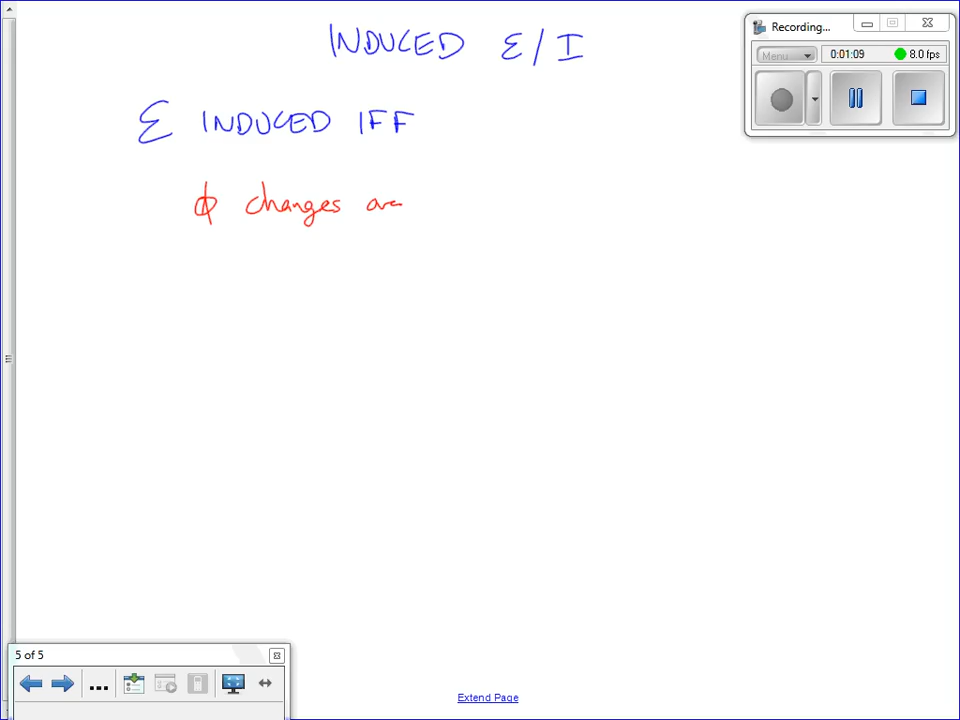 INDUCED ε/I
Recording...
Menu
0:01:09
8.0 fps
ε INDUCED IFF
ϕ changes
5 of 5
...
Extend Page